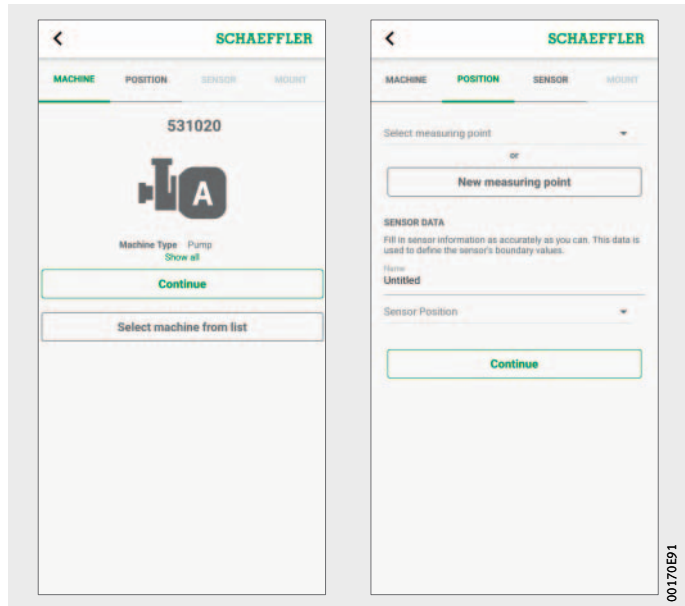 SCHAEFFLER
MACHINE POSITION SENSOR MOUNT
531020
A
Machine Type Pump
Show all
Continue
Select machine from list
SCHAEFFLER
MACHINE POSITION SENSOR MOUNT
Select measuring point
or
New measuring point
SENSOR DATA
Fill in sensor information as accurately as you can. This data is
used to define the sensor's boundary values.
Name
Untitled
Sensor Position
Continue
00170E91